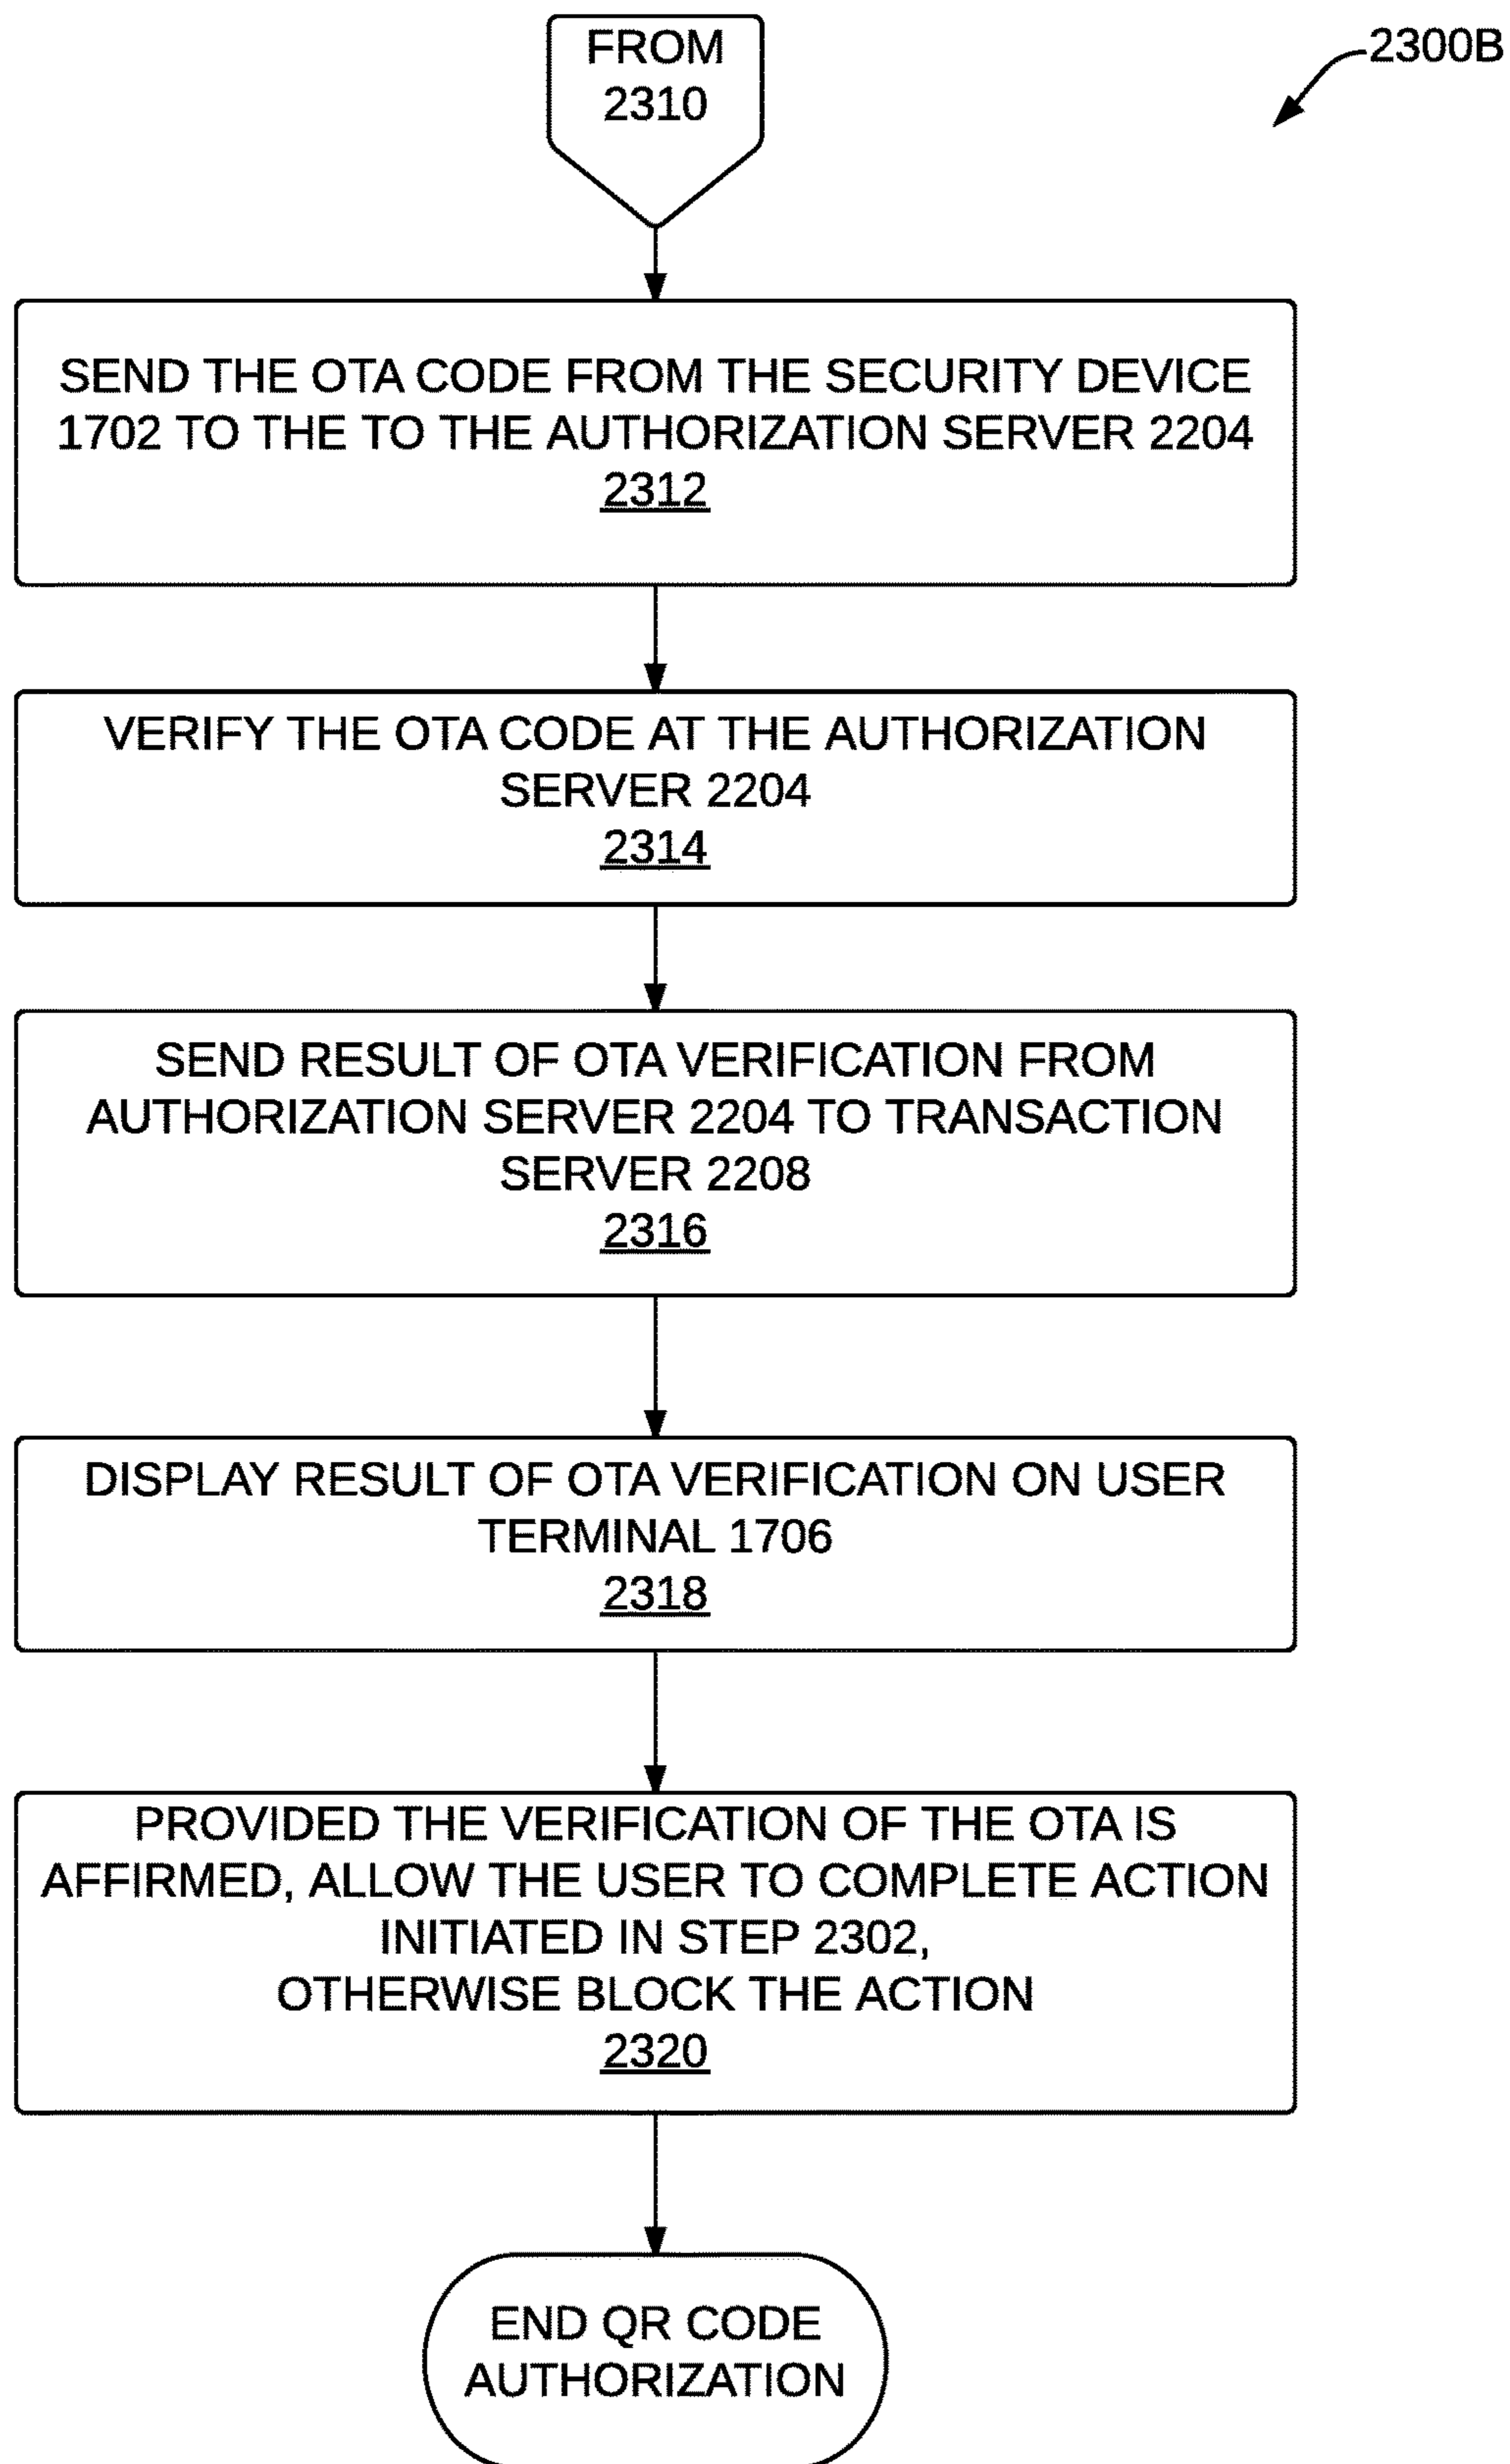 FROM
2310
2300B
SEND THE OTA CODE FROM THE SECURITY DEVICE
1702 TO THE TO THE AUTHORIZATION SERVER 2204
2312
VERIFY THE OTA CODE AT THE AUTHORIZATION
SERVER 2204
2314
SEND RESULT OF OTA VERIFICATION FROM
AUTHORIZATION SERVER 2204 TO TRANSACTION
SERVER 2208
2316
DISPLAY RESULT OF OTA VERIFICATION ON USER
TERMINAL 1706
2318
PROVIDED THE VERIFICATION OF THE OTA IS
AFFIRMED, ALLOW THE USER TO COMPLETE ACTION
INITIATED IN STEP 2302,
OTHERWISE BLOCK THE ACTION
2320
END QR CODE
AUTHORIZATION